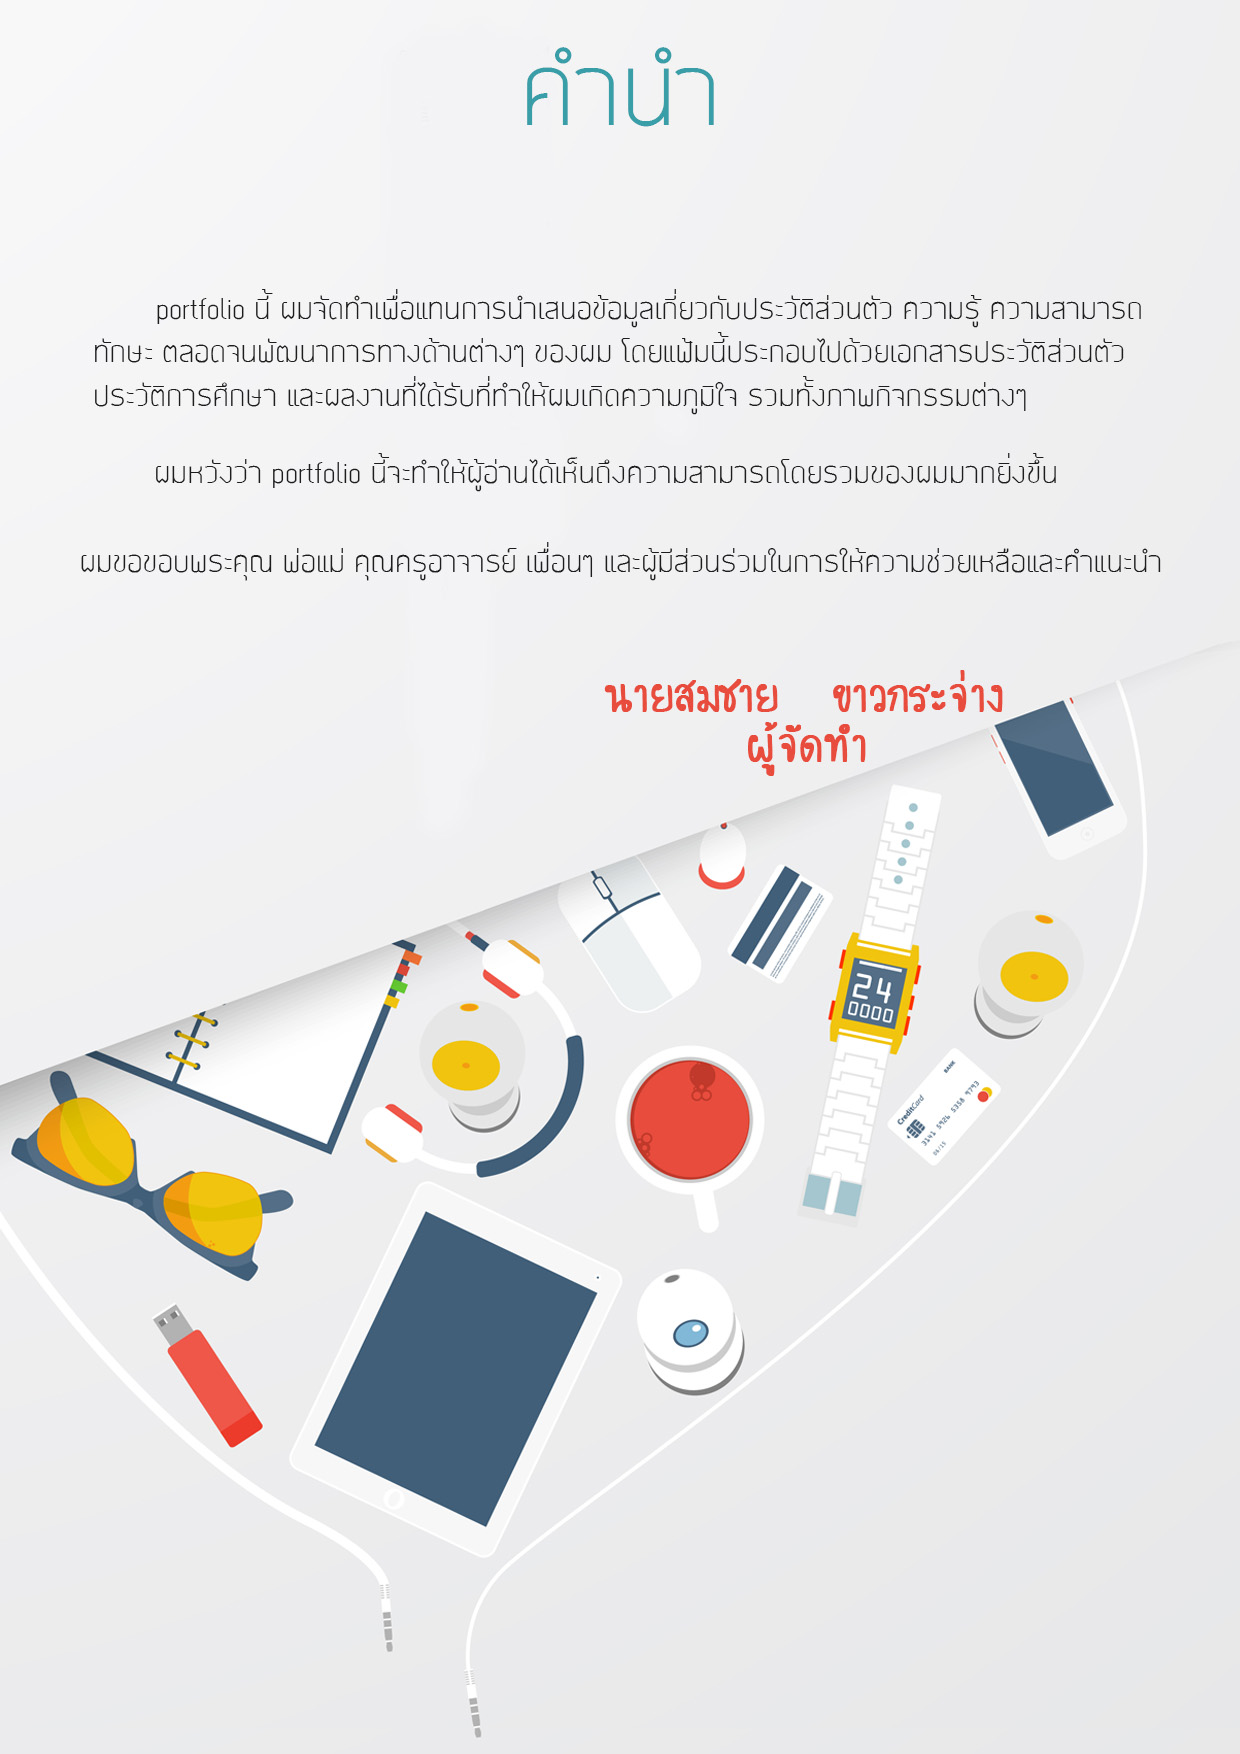 คำนำ
portfolio นี้ ผมจัดทำเพื่อแทนการนำเสนอข้อมูลเกี่ยวกับประวัติส่วนตัว ความรู้ ความสามารถ
ทักษะ ตลอดจนพัฒนาการทางด้านต่างๆ ของผม โดยแฟ้มนี้ประกอบไปด้วยเอกสารประวัติส่วนตัว
ประวัติการศึกษา และผลงานที่ได้รับที่ทำให้ผมเกิดความภูมิใจ รวมทั้งภาพกิจกรรมต่างๆ
ผมหวังว่า portfolio นี้จะทำให้ผู้อ่านได้เห็นถึงความสามารถโดยรวมของผมมากยิ่งขึ้น
ผมขอขอบพระคุณ พ่อแม่ คุณครูอาจารย์ เพื่อนๆ และผู้มีส่วนร่วมในการให้ความช่วยเหลือและคำแนะนำ
นายสมชาย ขาวกระจ่าง
ผู้จัดทำ
24
0000
BANK
CreditCard
3141 5926 5358 9793
06/15